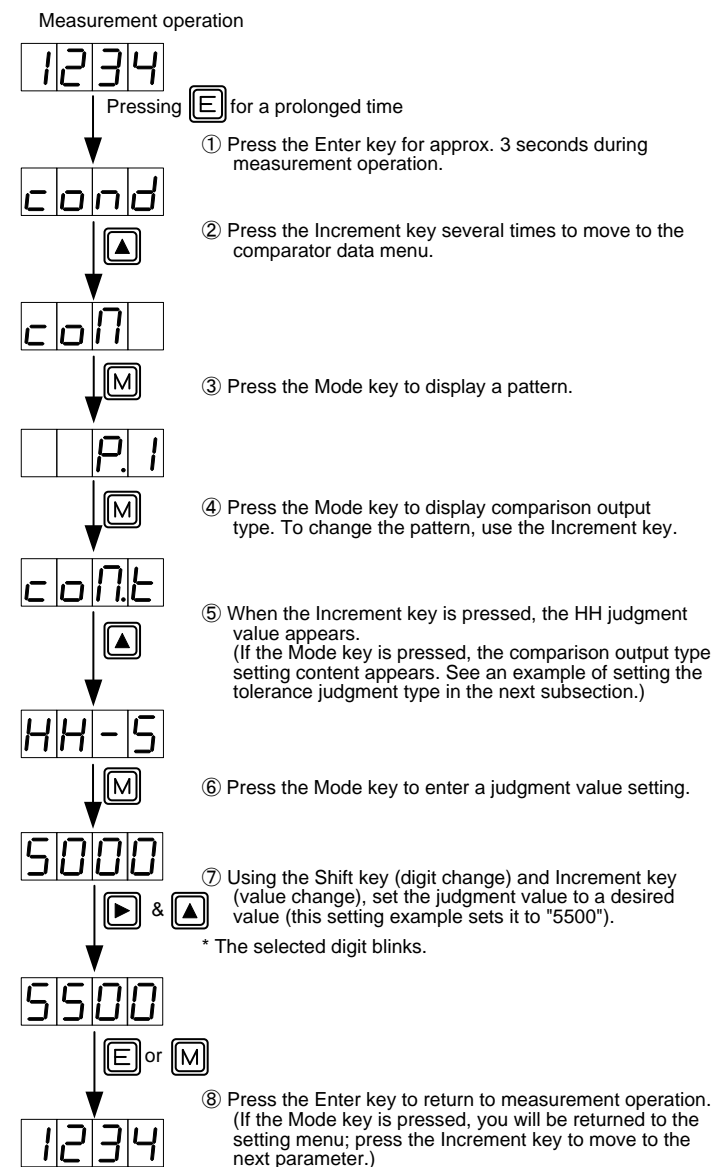 Measurement operation
1234
Pressing E for a prolonged time
① Press the Enter key for approx. 3 seconds during
measurement operation.
cond
② Press the Increment key several times to move to the
comparator data menu.
▲
coM
M
③ Press the Mode key to display a pattern.
P. 1
M
④ Press the Mode key to display comparison output
type. To change the pattern, use the Increment key.
coM.t
⑤ When the Increment key is pressed, the HH judgment
value appears.
▲
(If the Mode key is pressed, the comparison output type
setting content appears. See an example of setting the
tolerance judgment type in the next subsection.)
HH-S
M
⑥ Press the Mode key to enter a judgment value setting.
5000
⑦ Using the Shift key (digit change) and Increment key
(value change), set the judgment value to a desired
value (this setting example sets it to "5500").
▶ & ▲
* The selected digit blinks.
5500
E or M
⑧ Press the Enter key to return to measurement operation.
(If the Mode key is pressed, you will be returned to the
setting menu; press the Increment key to move to the
next parameter.)
1234